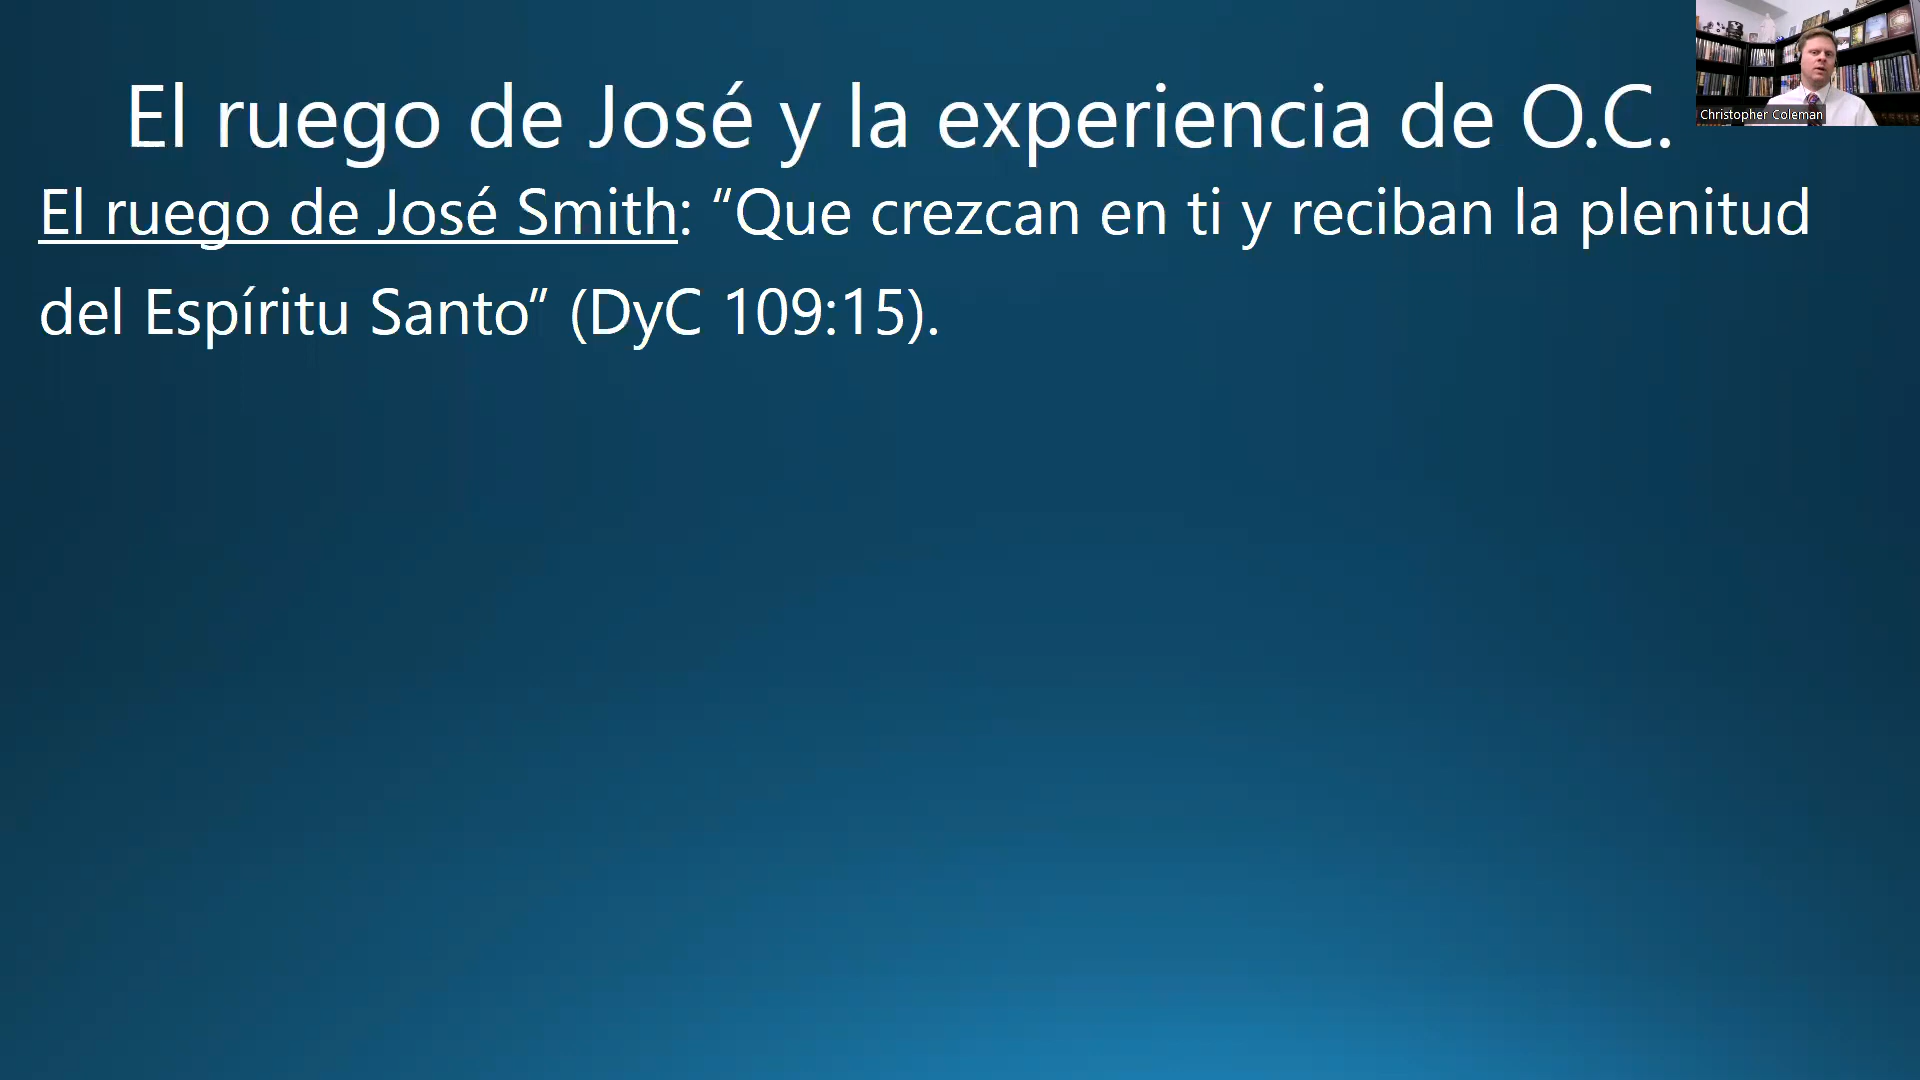 El ruego de José y la experiencia de O.C.
Christopher Coleman
El ruego de José Smith: “Que crezcan en ti y reciban la plenitud
del Espíritu Santo” (DyC 109:15).